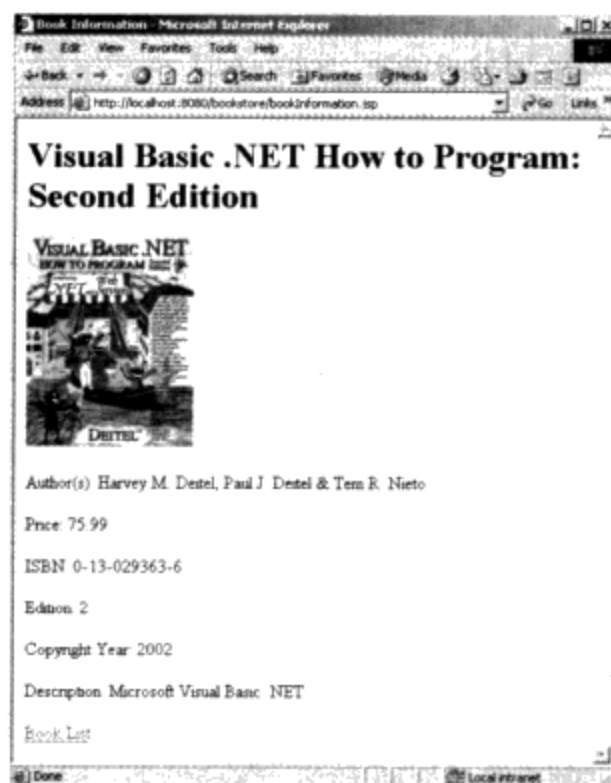 Book Information - Microsoft Internet Explorer
File Edit View Favorites Tools Help
Back Search Favorites Media
Address http://localhost:8080/bookstore/bookInformation.jsp Go Links »
Visual Basic .NET How to Program:
Second Edition
VISUAL BASIC .NET
HOW TO PROGRAM
.NET Web
DEITEL
Author(s) Harvey M. Deitel, Paul J. Deitel & Tem R. Nieto
Price: 75.99
ISBN 0-13-029363-6
Edition 2
Copyright Year 2002
Description Microsoft Visual Basic .NET
Book List
Done Local intranet